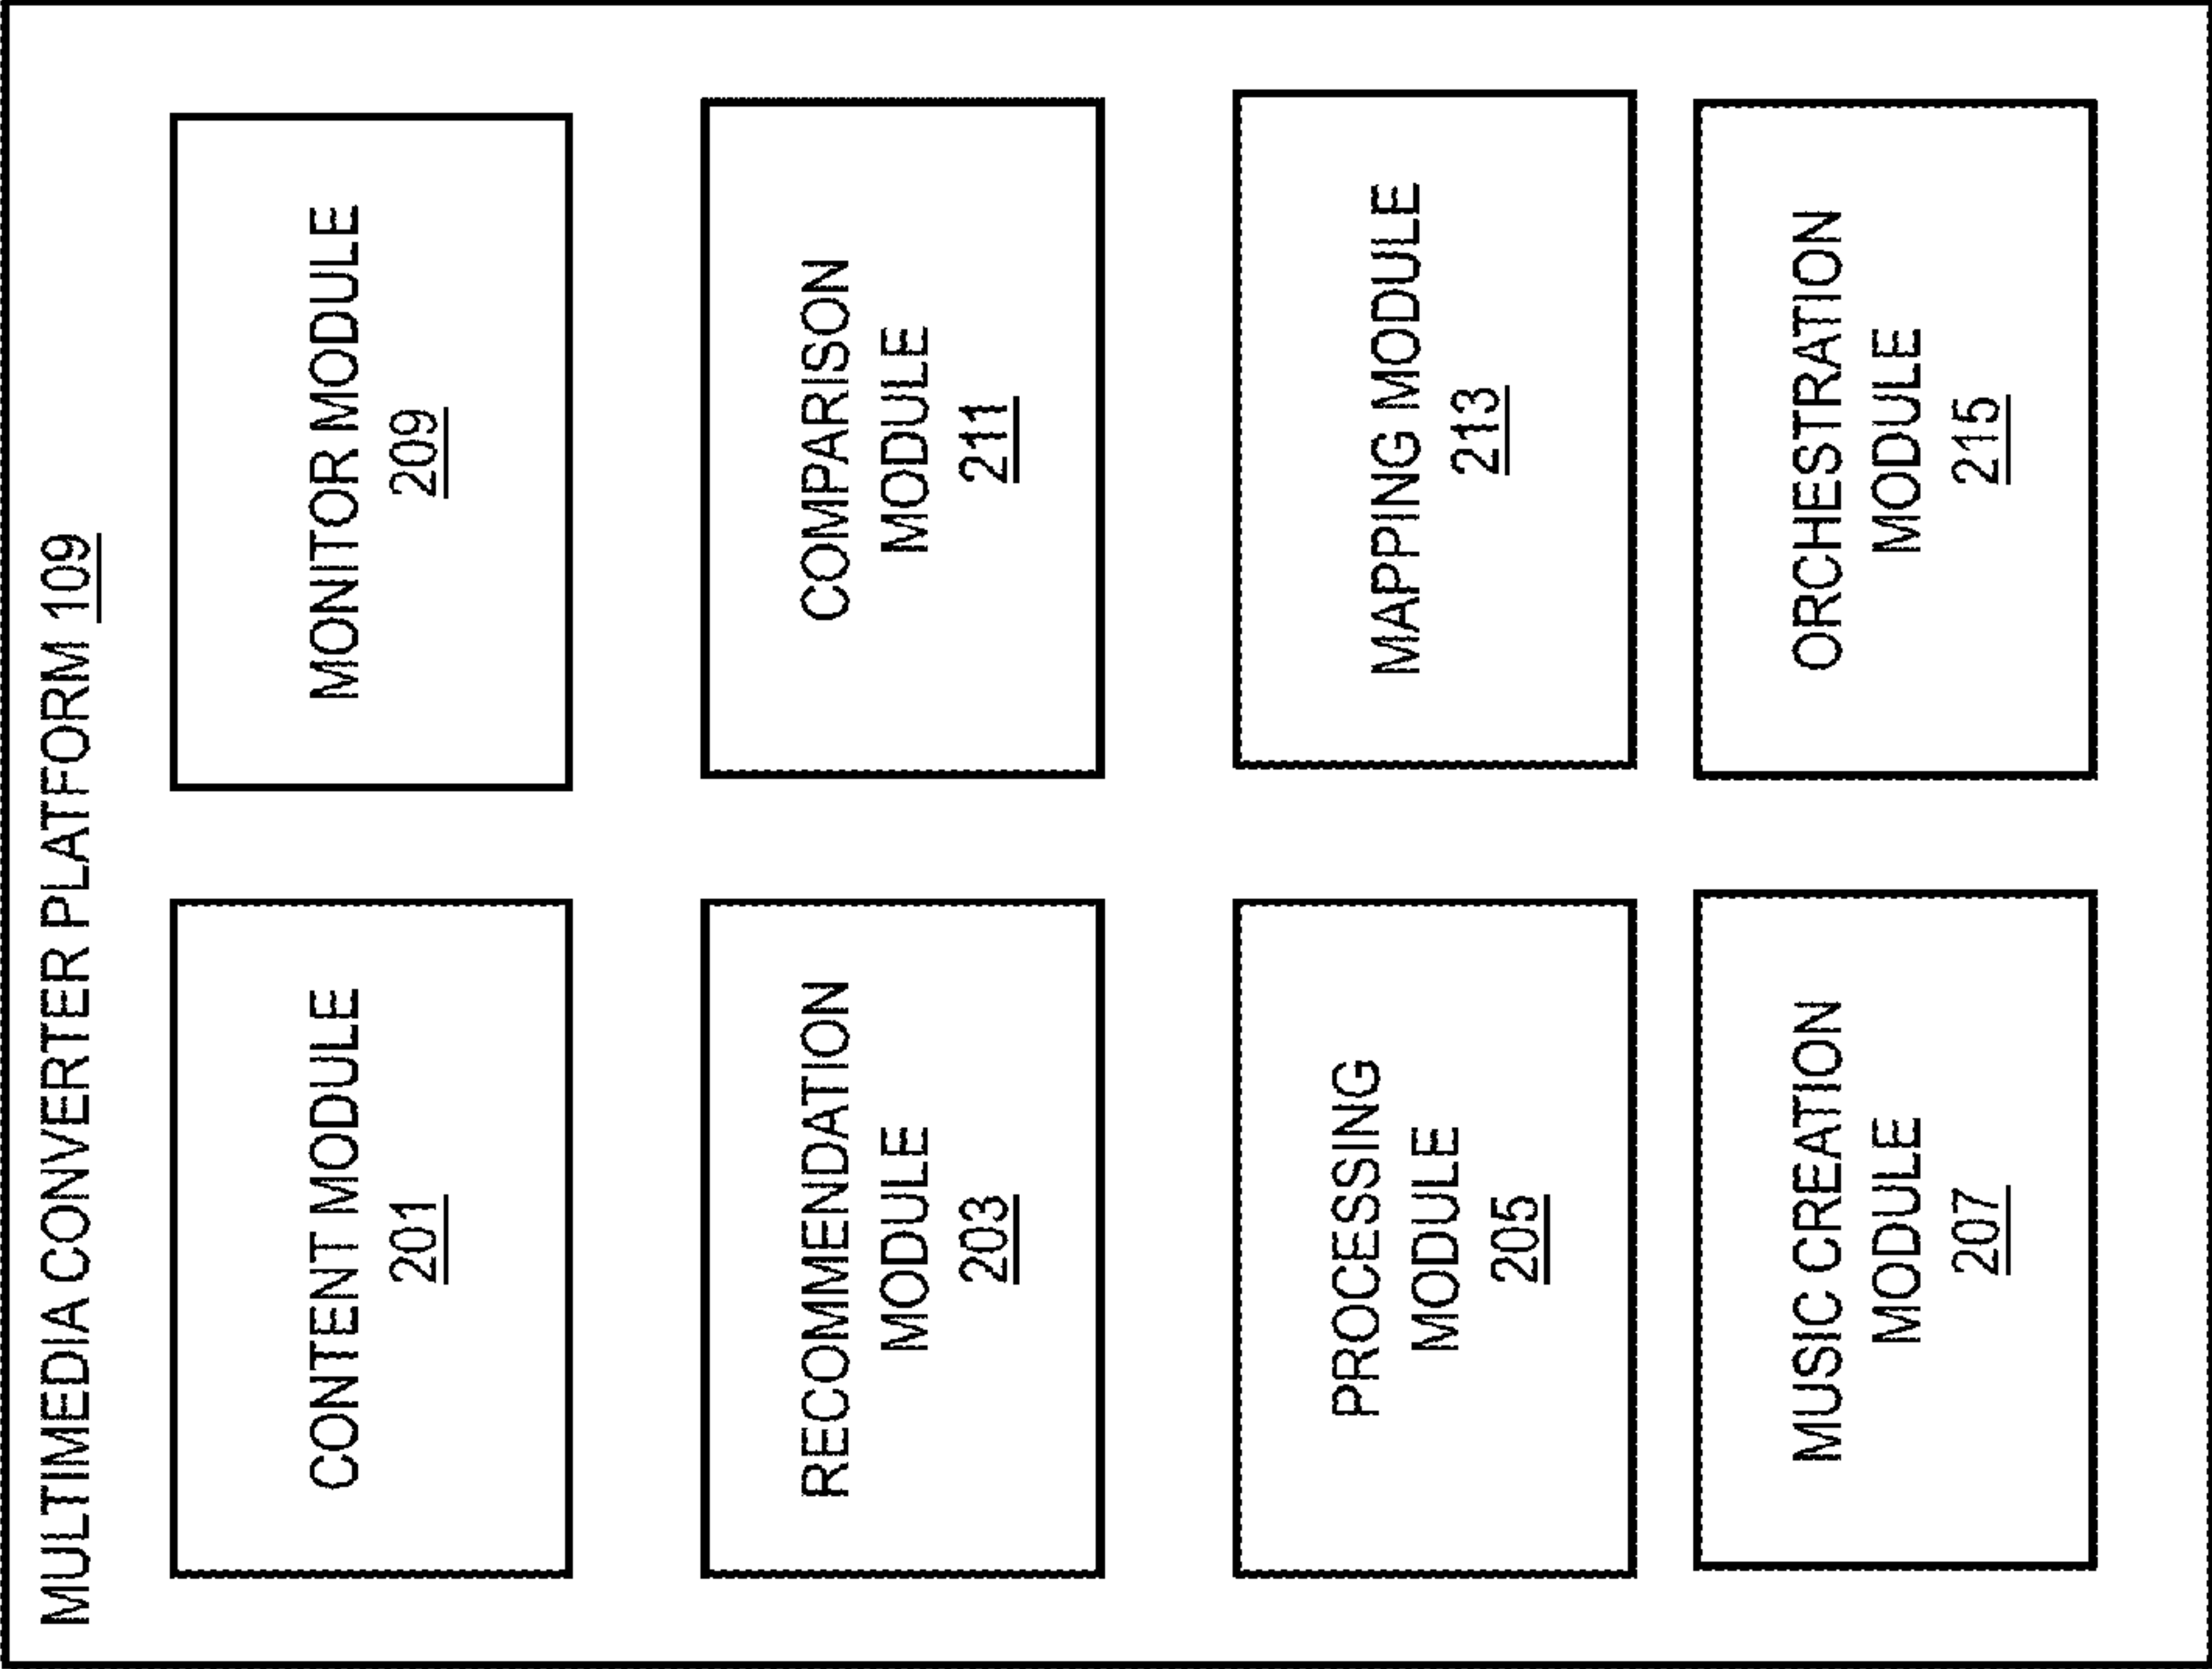 MULTIMEDIA CONVERTER PLATFORM 109
CONTENT MODULE
201
MONITOR MODULE
209
RECOMMENDATION
MODULE
203
COMPARISON
MODULE
211
PROCESSING
MODULE
205
MAPPING MODULE
213
MUSIC CREATION
MODULE
207
ORCHESTRATION
MODULE
215